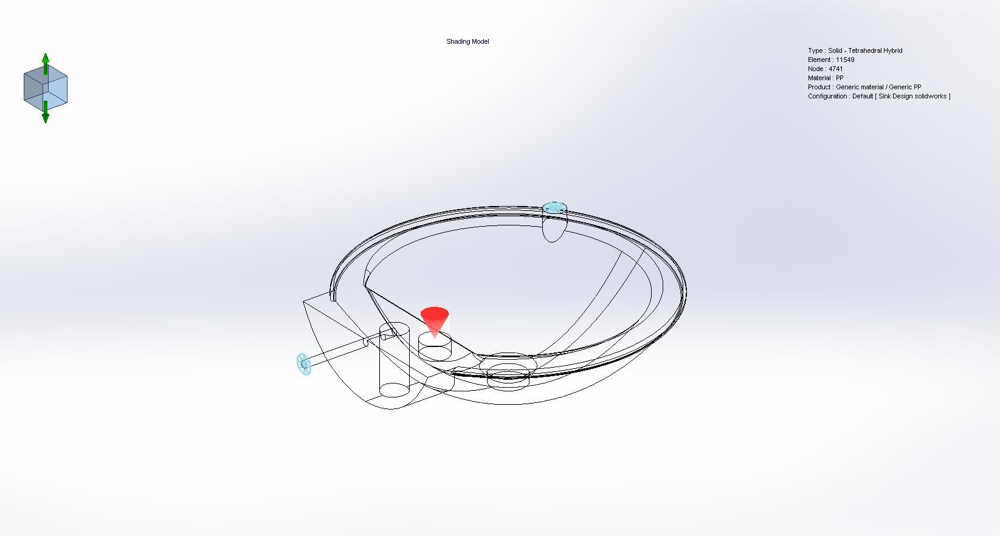 Shading Model
Type : Solid - Tetrahedral Hybrid
Element : 11549
Node : 4741
Material : PP
Product : Generic material / Generic PP
Configuration : Default [ Sink Design solidworks ]